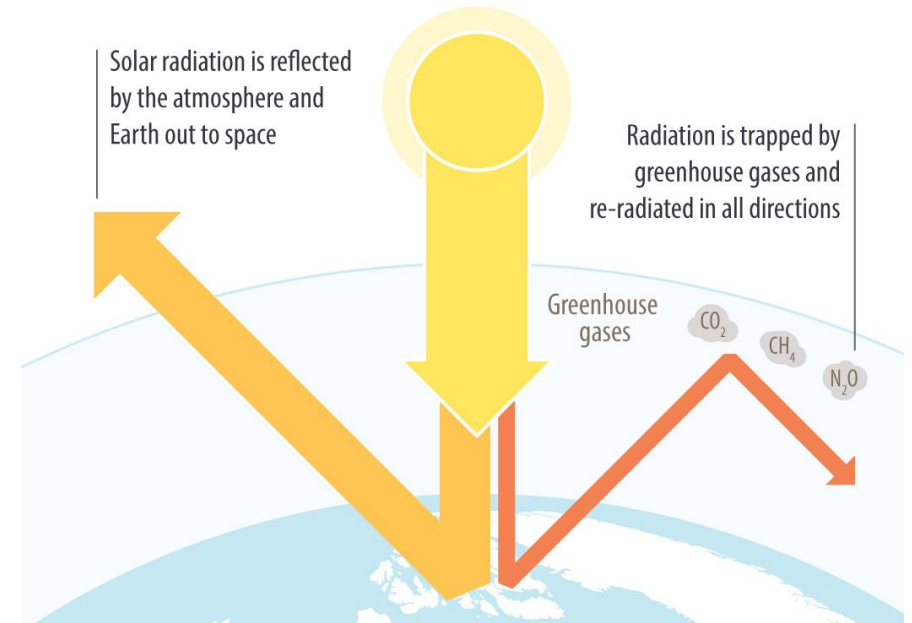 Solar radiation is reflected
by the atmosphere and
Earth out to space
Radiation is trapped by
greenhouse gases and
re-radiated in all directions
Greenhouse
gases
CO₂
CH₄
N₂O